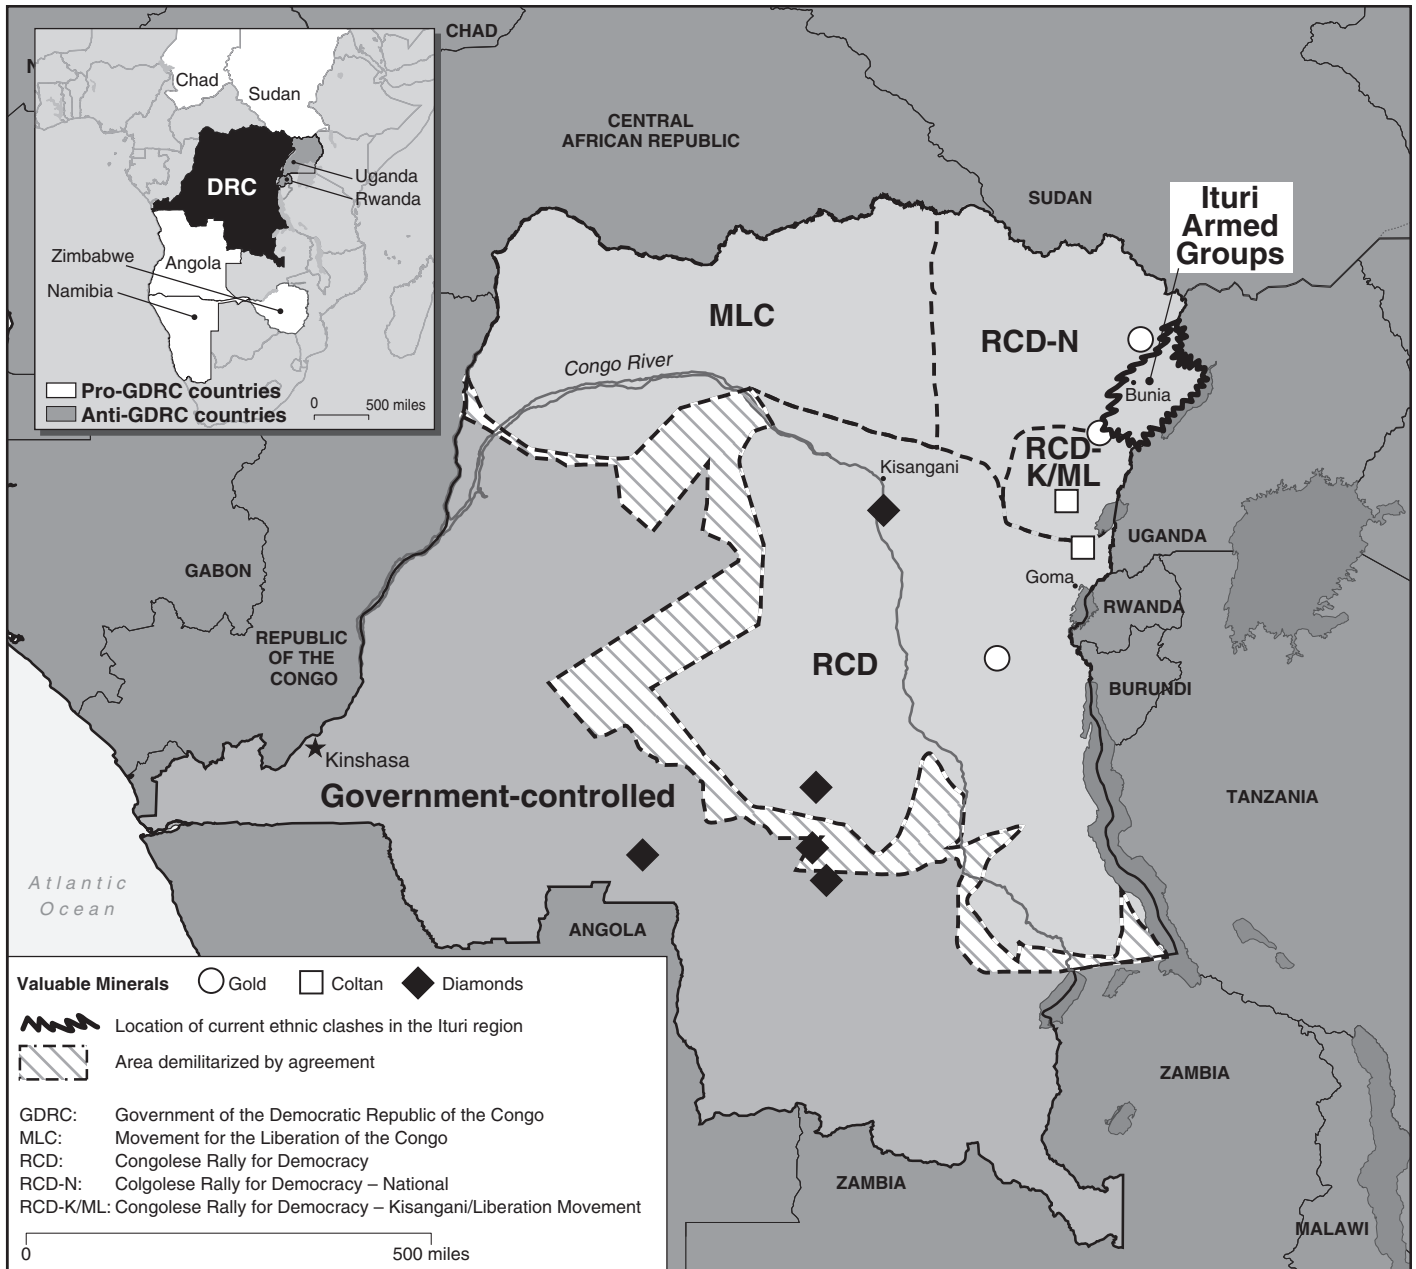 CHAD
N
Chad
Sudan
DRC
Uganda
Rwanda
Zimbabwe
Angola
Namibia
Pro-GDRC countries
Anti-GDRC countries
0
500 miles
CENTRAL
AFRICAN REPUBLIC
SUDAN
Ituri
Armed
Groups
MLC
RCD-N
Congo River
Bunia
RCD-
K/ML
Kisangani
UGANDA
GABON
Goma
RWANDA
REPUBLIC
OF THE
CONGO
RCD
BURUNDI
Kinshasa
Government-controlled
TANZANIA
Atlantic
Ocean
ANGOLA
Valuable Minerals
Gold
Coltan
Diamonds
Location of current ethnic clashes in the Ituri region
Area demilitarized by agreement
GDRC: Government of the Democratic Republic of the Congo
MLC: Movement for the Liberation of the Congo
RCD: Congolese Rally for Democracy
RCD-N: Colgolese Rally for Democracy – National
RCD-K/ML: Congolese Rally for Democracy – Kisangani/Liberation Movement
0
500 miles
ZAMBIA
ZAMBIA
MALAWI